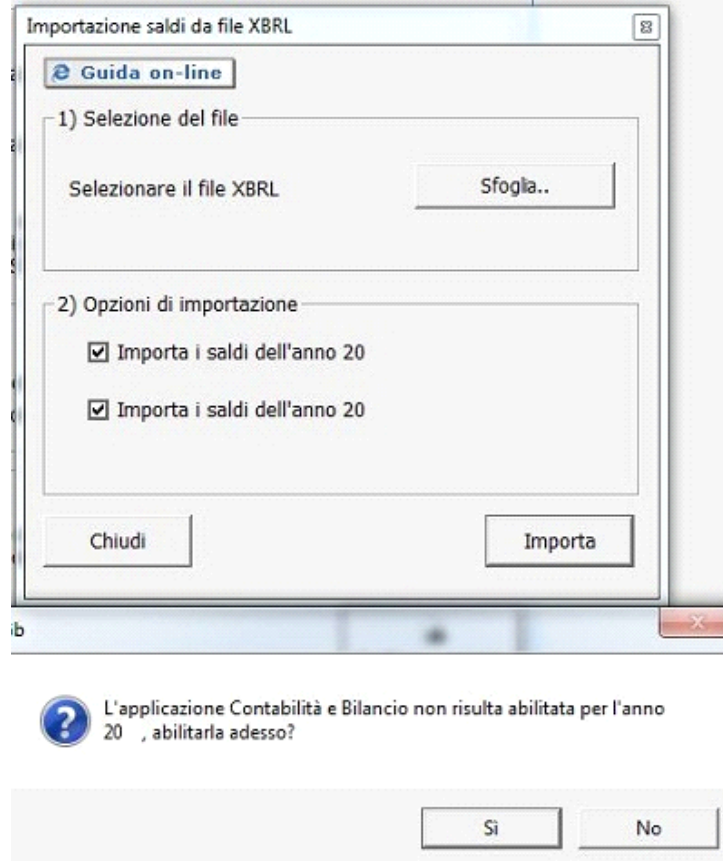 Importazione saldi da file XBRL
Guida on-line
1) Selezione del file
Selezionare il file XBRL
Sfoglia..
2) Opzioni di importazione
Importa i saldi dell'anno 20
Importa i saldi dell'anno 20
Chiudi
Importa
L'applicazione Contabilità e Bilancio non risulta abilitata per l'anno
20 , abilitarla adesso?
Sì
No